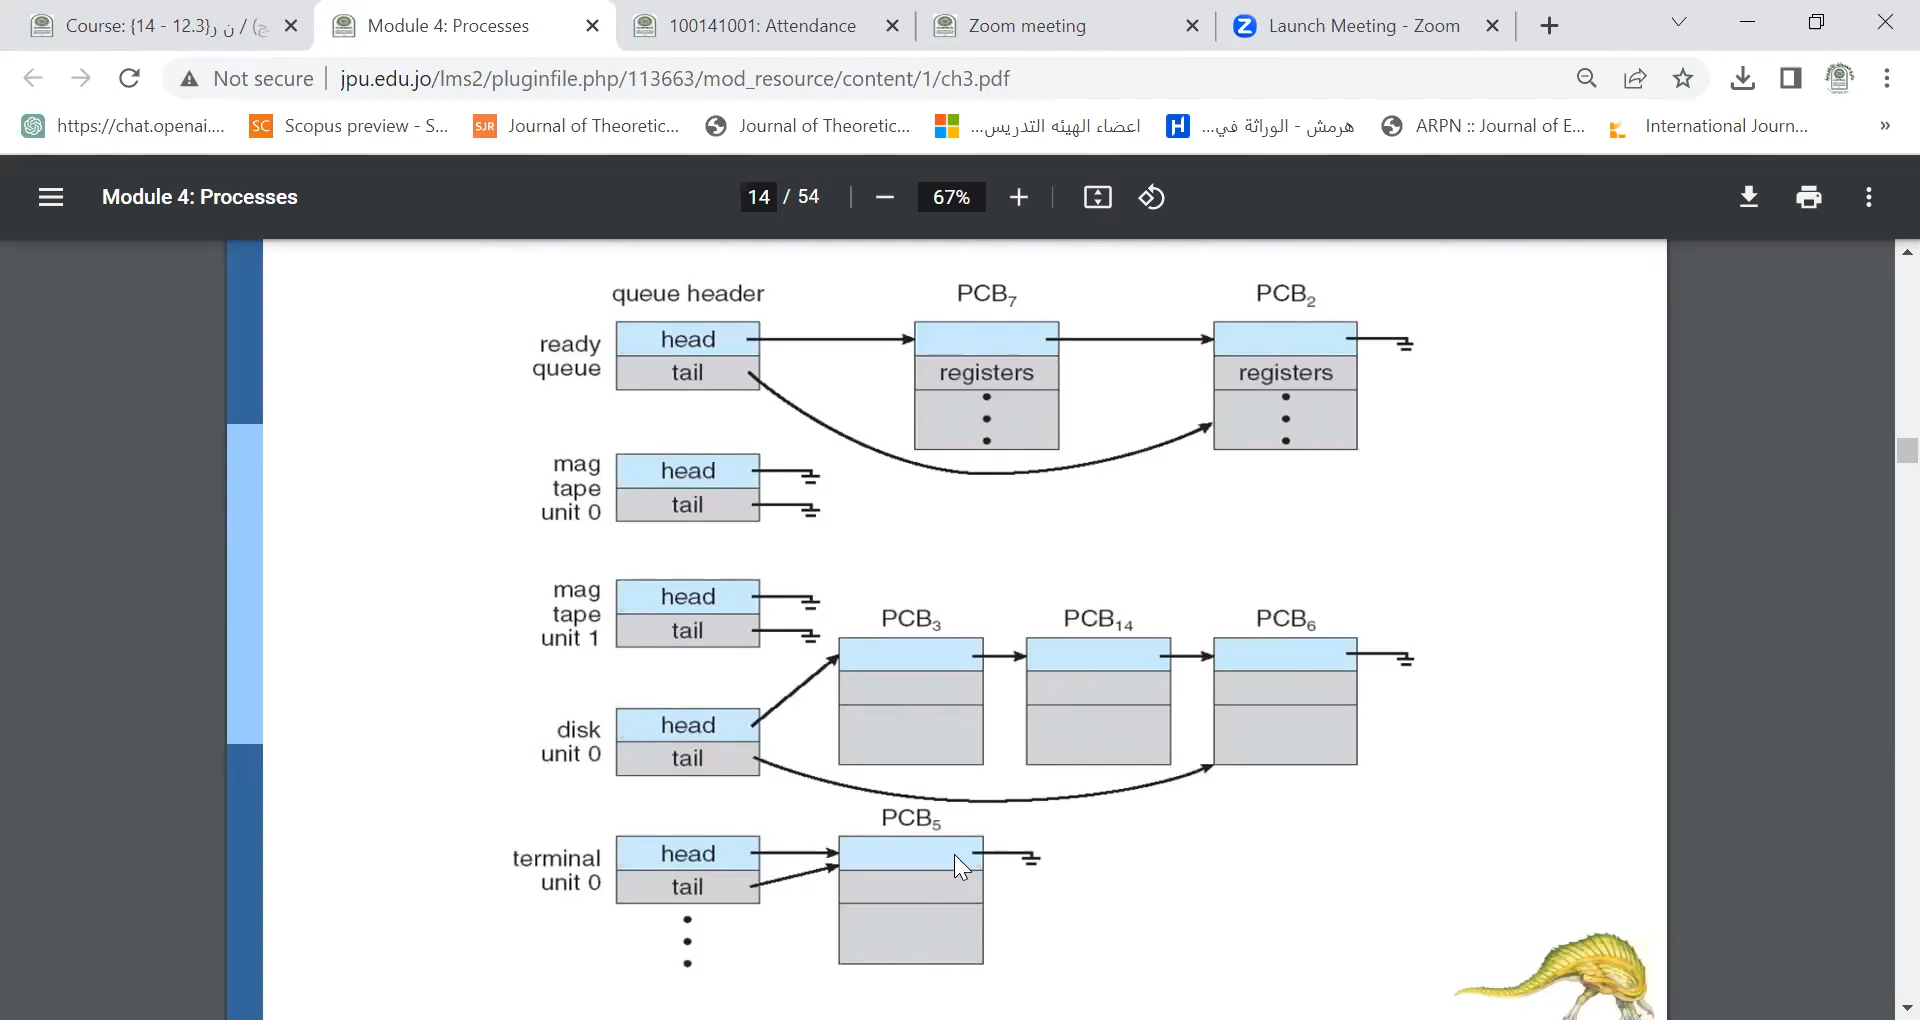 Course: {14 - 12.3}ن ر / (ج
Module 4: Processes
100141001: Attendance
Zoom meeting
Launch Meeting - Zoom
Not secure
jpu.edu.jo/lms2/pluginfile.php/113663/mod_resource/content/1/ch3.pdf
https://chat.openai....
SC Scopus preview - S...
SJR Journal of Theoretic...
Journal of Theoretic...
اعضاء الهيئه التدريس...
H هرمش - الوراثة في...
ARPN :: Journal of E...
International Journ...
»
Module 4: Processes
14 / 54
67%
queue header PCB7 PCB2
ready queue
head
tail
registers
registers
mag tape unit 0
head
tail
mag tape unit 1
head
tail
PCB3 PCB14 PCB6
disk unit 0
head
tail
PCB5
terminal unit 0
head
tail